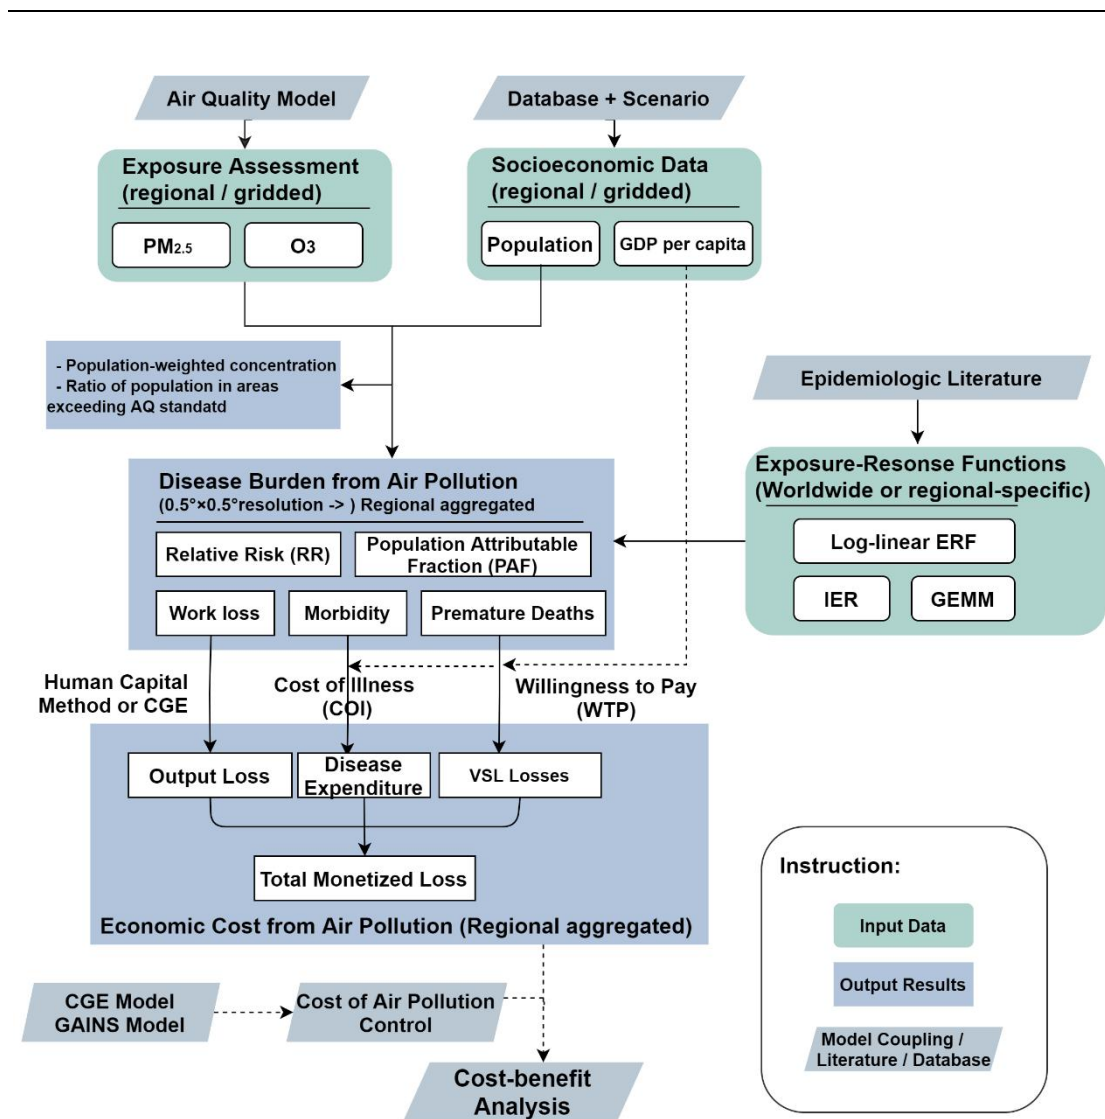 Air Quality Model
Database + Scenario
Exposure Assessment
(regional / gridded)
PM2.5
O3
Socioeconomic Data
(regional / gridded)
Population
GDP per capita
- Population-weighted concentration
- Ratio of population in areas
exceeding AQ standatd
Epidemiologic Literature
Disease Burden from Air Pollution
(0.5°×0.5°resolution -> ) Regional aggregated
Relative Risk (RR)
Population Attributable
Fraction (PAF)
Work loss
Morbidity
Premature Deaths
Exposure-Resonse Functions
(Worldwide or regional-specific)
Log-linear ERF
IER
GEMM
Human Capital
Method or CGE
Cost of Illness
(COI)
Willingness to Pay
(WTP)
Output Loss
Disease
Expenditure
VSL Losses
Total Monetized Loss
Economic Cost from Air Pollution (Regional aggregated)
CGE Model
GAINS Model
Cost of Air Pollution
Control
Cost-benefit
Analysis
Instruction:
Input Data
Output Results
Model Coupling /
Literature / Database